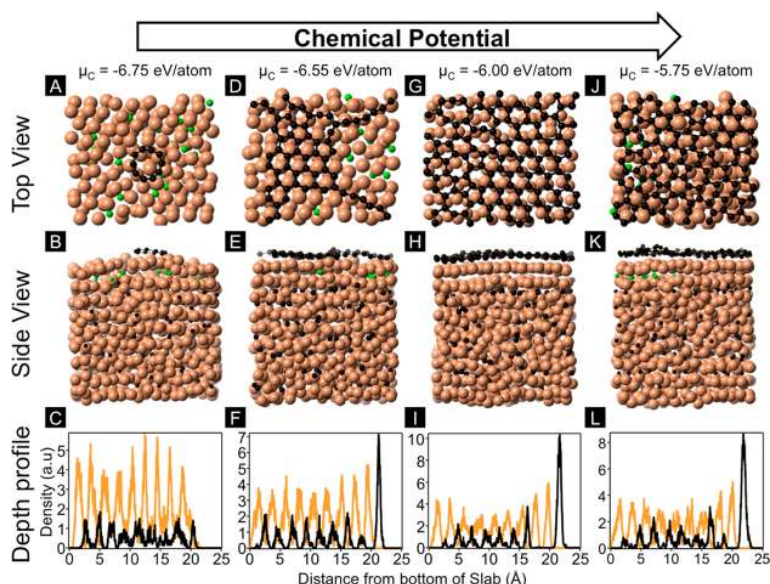 Chemical Potential
μC = -6.75 eV/atom
μC = -6.55 eV/atom
μC = -6.00 eV/atom
μC = -5.75 eV/atom
Top View
A
D
G
J
Side View
B
E
H
K
Depth profile
C
F
I
L
Density (a.u)
5
4
3
2
1
0
7
6
5
4
3
2
1
0
10
8
6
4
2
0
8
6
4
2
0
0 5 10 15 20 25
0 5 10 15 20 25
0 5 10 15 20 25
0 5 10 15 20 25
Distance from bottom of Slab (Å)